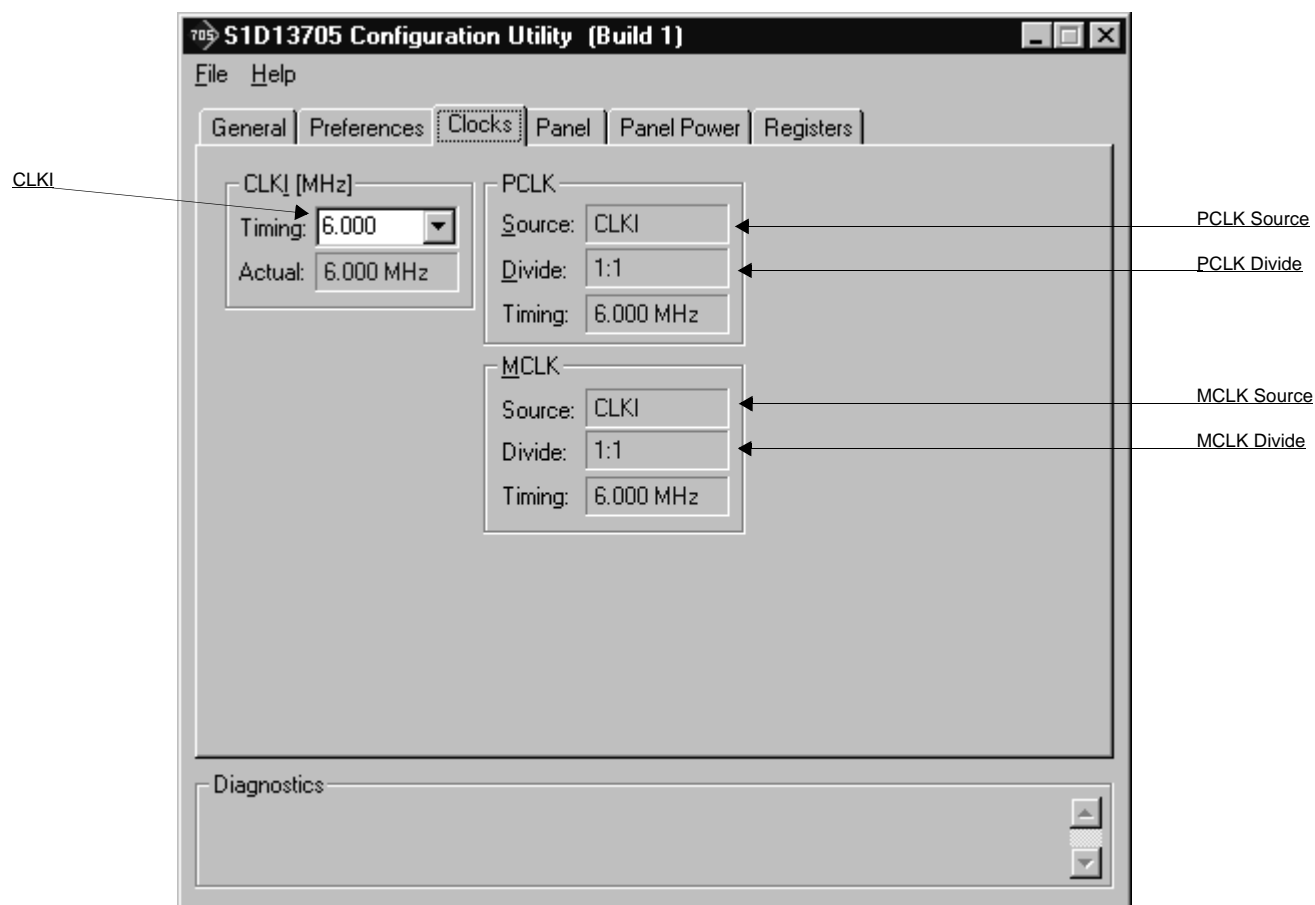 705 S1D13705 Configuration Utility (Build 1)
File Help
General Preferences Clocks Panel Panel Power Registers
CLKI
CLKI [MHz]
Timing: 6.000
Actual: 6.000 MHz
PCLK
Source: CLKI
Divide: 1:1
Timing: 6.000 MHz
PCLK Source
PCLK Divide
MCLK
Source: CLKI
Divide: 1:1
Timing: 6.000 MHz
MCLK Source
MCLK Divide
Diagnostics